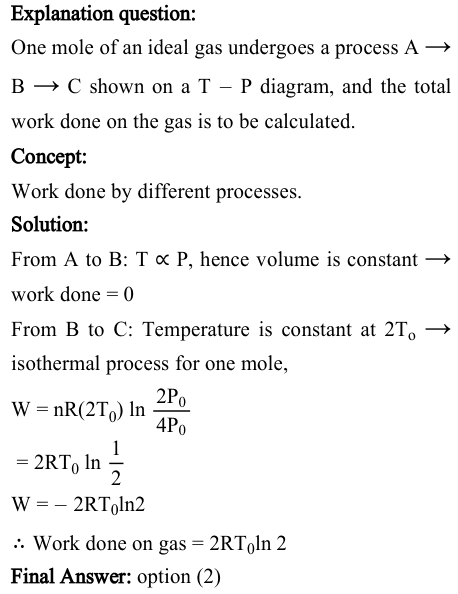 Explanation question:
One mole of an ideal gas undergoes a process A →
B → C shown on a T – P diagram, and the total
work done on the gas is to be calculated.
Concept:
Work done by different processes.
Solution:
From A to B: T ∝ P, hence volume is constant →
work done = 0
From B to C: Temperature is constant at 2Tₒ →
isothermal process for one mole,
W = nR(2T₀) ln 2P₀/4P₀
= 2RT₀ ln 1/2
W = – 2RT₀ln2
∴ Work done on gas = 2RT₀ln 2
Final Answer: option (2)